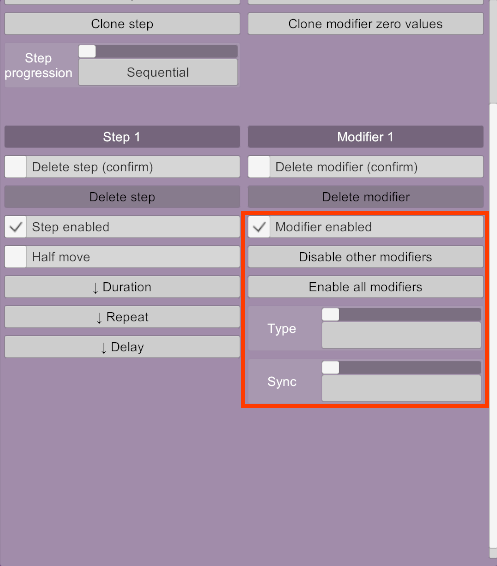 Clone step
Clone modifier zero values
Step
progression
Sequential
Step 1
Modifier 1
Delete step (confirm)
Delete modifier (confirm)
Delete step
Delete modifier
Step enabled
Modifier enabled
Half move
Disable other modifiers
↓ Duration
Enable all modifiers
↓ Repeat
Type
↓ Delay
Sync